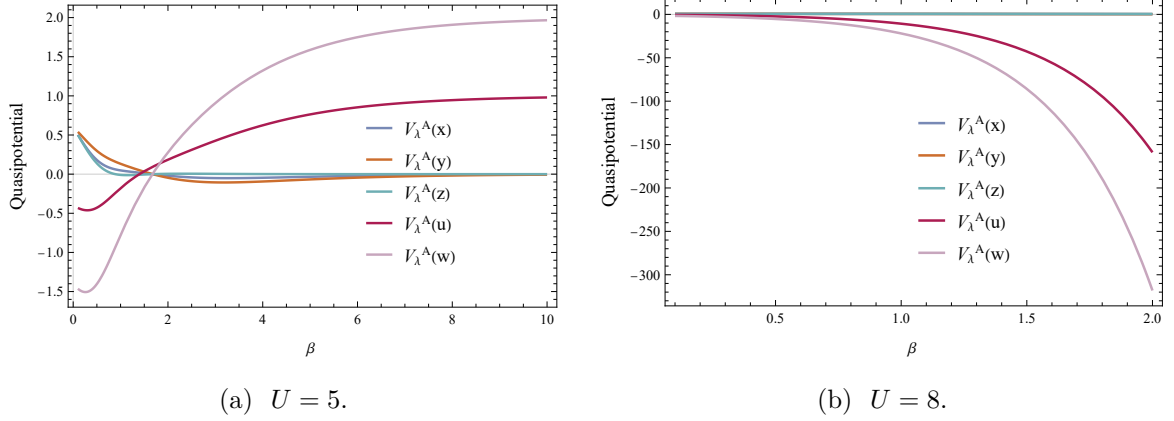 2.0
1.5
1.0
0.5
0.0
−0.5
−1.0
−1.5
Quasipotential
0 2 4 6 8 10
β
V_λ^A(x)
V_λ^A(y)
V_λ^A(z)
V_λ^A(u)
V_λ^A(w)
(a) U = 5.
0
−50
−100
−150
−200
−250
−300
Quasipotential
0.5 1.0 1.5 2.0
β
V_λ^A(x)
V_λ^A(y)
V_λ^A(z)
V_λ^A(u)
V_λ^A(w)
(b) U = 8.